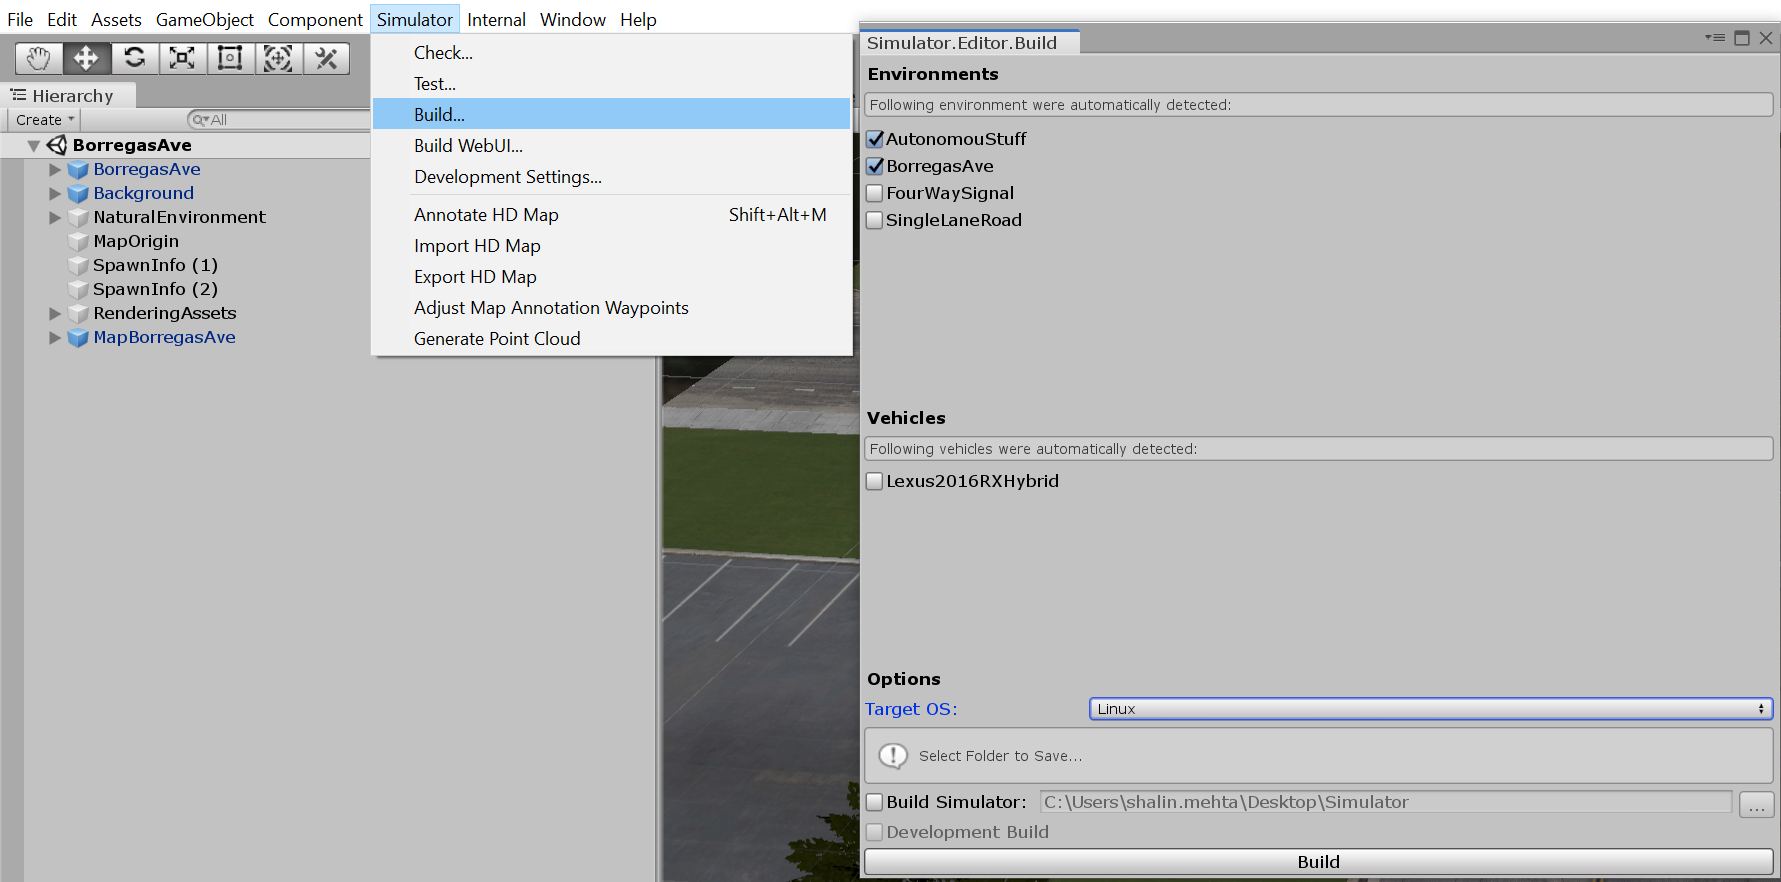 File Edit Assets GameObject Component Simulator Internal Window Help
Hierarchy
Create
All
BorregasAve
BorregasAve
Background
NaturalEnvironment
MapOrigin
SpawnInfo (1)
SpawnInfo (2)
RenderingAssets
MapBorregasAve
Check...
Test...
Build...
Build WebUI...
Development Settings...
Annotate HD Map Shift+Alt+M
Import HD Map
Export HD Map
Adjust Map Annotation Waypoints
Generate Point Cloud
Simulator.Editor.Build
Environments
Following environment were automatically detected:
AutonomouStuff
BorregasAve
FourWaySignal
SingleLaneRoad
Vehicles
Following vehicles were automatically detected:
Lexus2016RXHybrid
Options
Target OS: Linux
Select Folder to Save...
Build Simulator: C:\Users\shalin.mehta\Desktop\Simulator ...
Development Build
Build